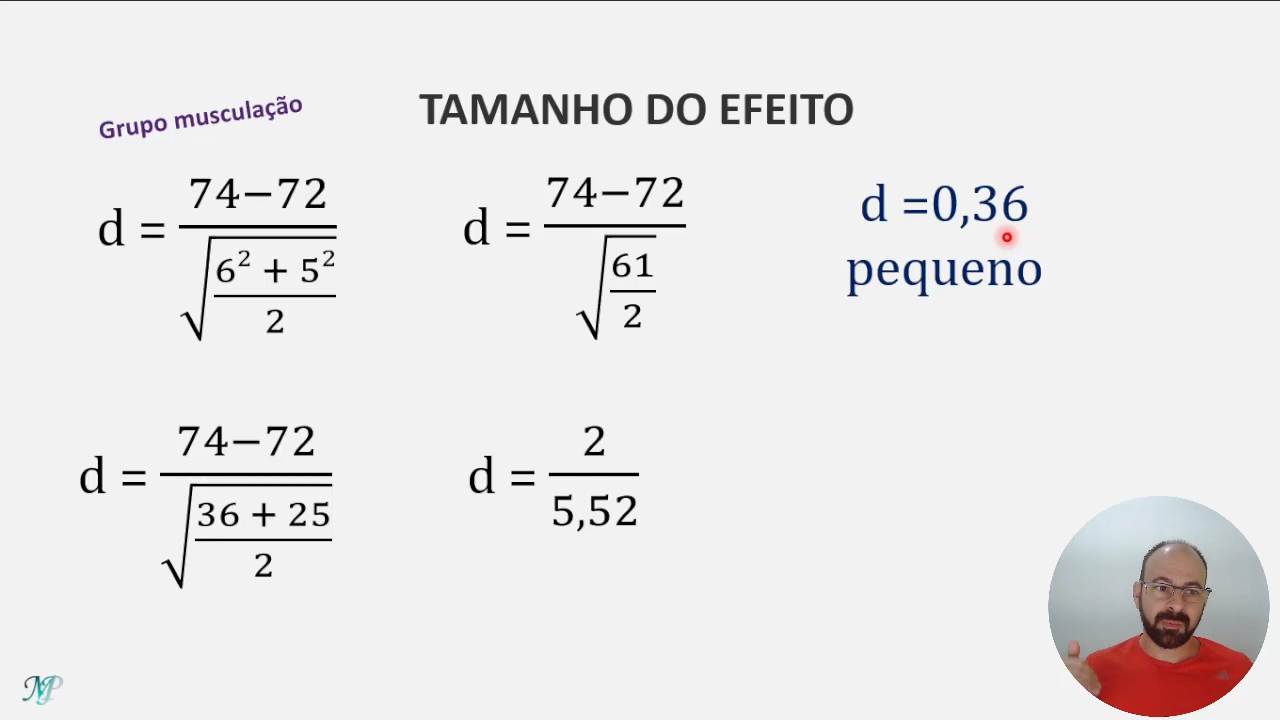 Grupo musculação
TAMANHO DO EFEITO
d = 74−72 / √((6² + 5²) / 2)
d = 74−72 / √(61 / 2)
d =0,36
pequeno
d = 74−72 / √((36 + 25) / 2)
d = 2 / 5,52
MP